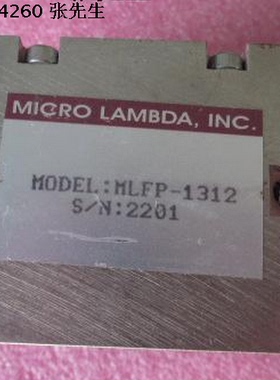 4260 张先生
MICRO LAMBDA, INC.
MODEL:MLFP-1312
S/N:2201